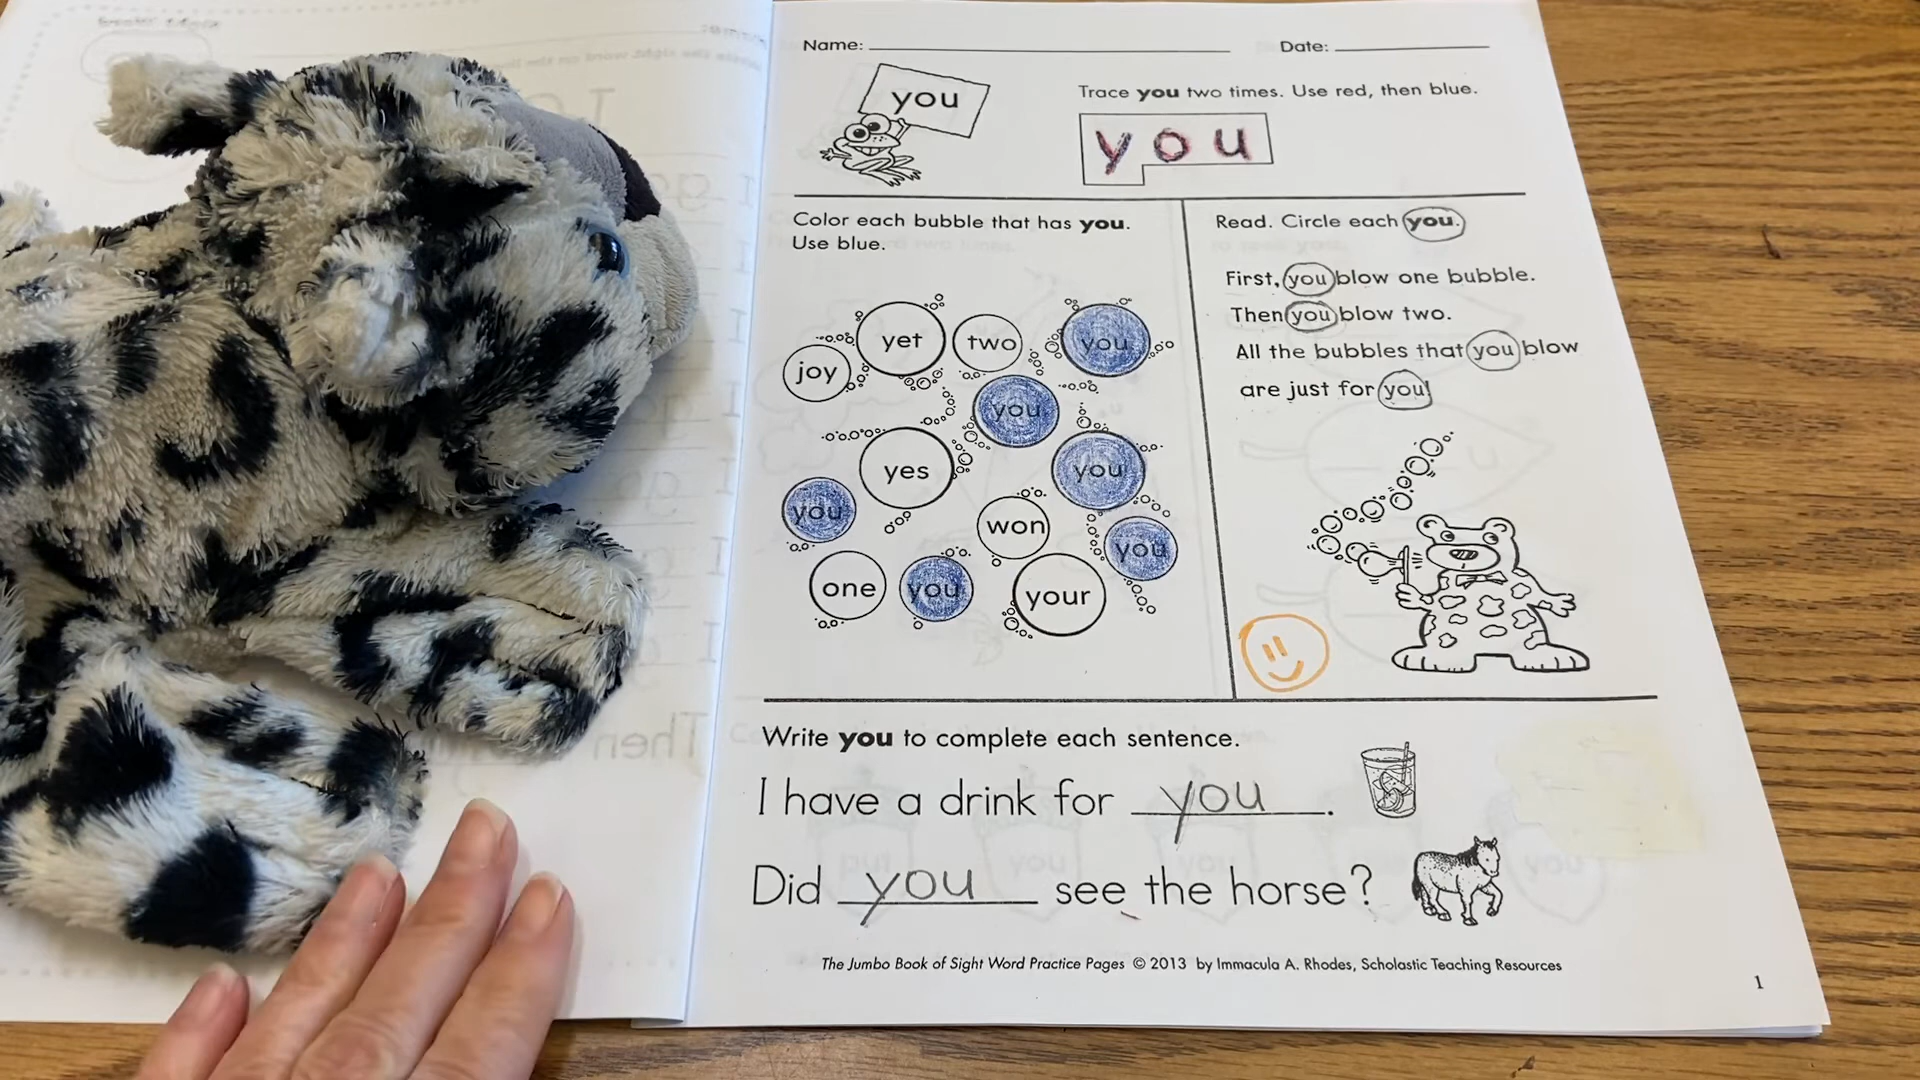 Name: Date:
you
Trace you two times. Use red, then blue.
you
Color each bubble that has you.
Use blue.
yet
two
you
joy
you
yes
you
you
won
you
one
you
your
Read. Circle each you.
First, you blow one bubble.
Then you blow two.
All the bubbles that you blow
are just for you!
Write you to complete each sentence.
I have a drink for you.
Did you see the horse?
The Jumbo Book of Sight Word Practice Pages © 2013 by Immacula A. Rhodes, Scholastic Teaching Resources
1